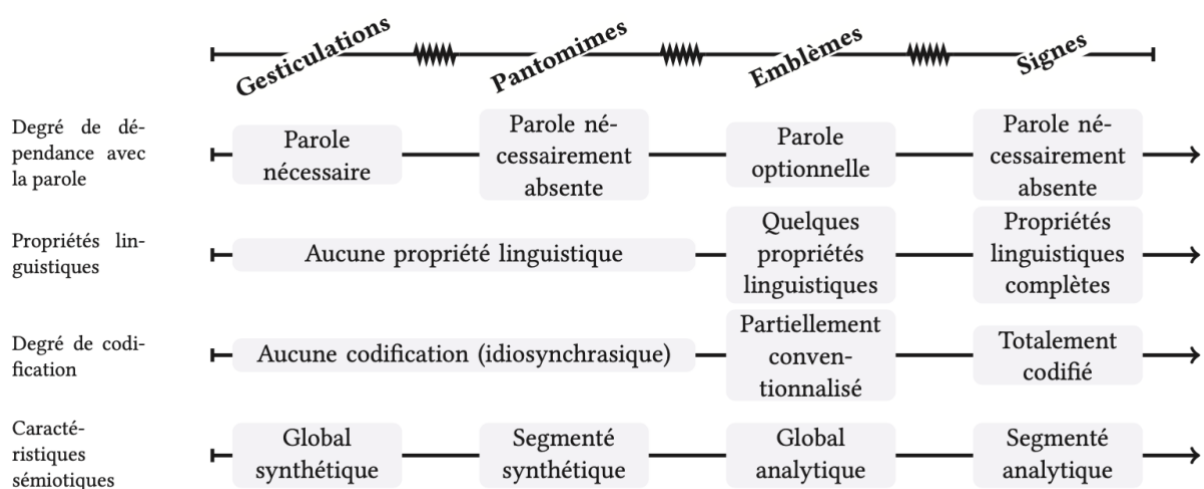 Gesticulations
Pantomimes
Emblèmes
Signes
Degré de dé-
pendance avec
la parole
Parole
nécessaire
Parole né-
cessairement
absente
Parole
optionnelle
Parole né-
cessairement
absente
Propriétés lin-
guistiques
Aucune propriété linguistique
Quelques
propriétés
linguistiques
Propriétés
linguistiques
complètes
Degré de codi-
fication
Aucune codification (idiosynchrasique)
Partiellement
conven-
tionnalisé
Totalement
codifié
Caracté-
ristiques
sémiotiques
Global
synthétique
Segmenté
synthétique
Global
analytique
Segmenté
analytique